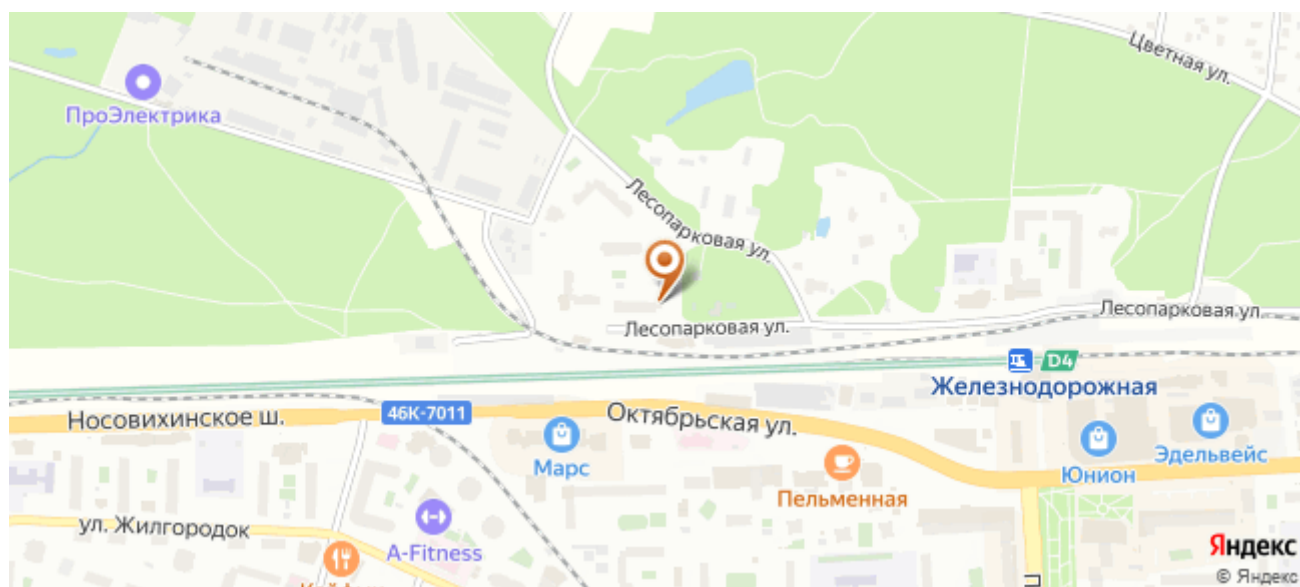 Цветная ул.
ПроЭлектрика
Лесопарковая ул.
Лесопарковая ул.
Лесопарковая ул.
D4
Железнодорожная
Носовихинское ш.
46К-7011
Октябрьская ул.
Марс
Эдельвейс
Юнион
Пельменная
ул. Жилгородок
A-Fitness
Яндекс
© Яндекс